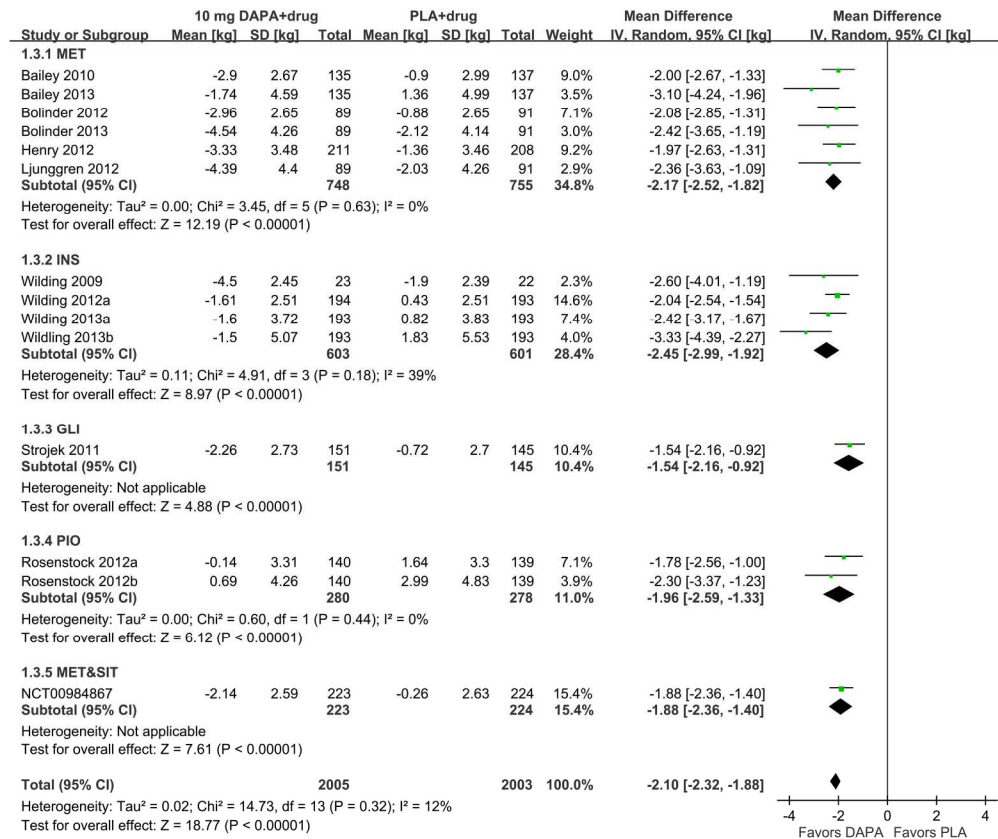 10 mg DAPA+drug PLA+drug Mean Difference Mean Difference
Study or Subgroup Mean [kg] SD [kg] Total Mean [kg] SD [kg] Total Weight IV, Random, 95% CI [kg] IV, Random, 95% CI [kg]
1.3.1 MET
Bailey 2010 -2.9 2.67 135 -0.9 2.99 137 9.0% -2.00 [-2.67, -1.33]
Bailey 2013 -1.74 4.59 135 1.36 4.99 137 3.5% -3.10 [-4.24, -1.96]
Bolinder 2012 -2.96 2.65 89 -0.88 2.65 91 7.1% -2.08 [-2.85, -1.31]
Bolinder 2013 -4.54 4.26 89 -2.12 4.14 91 3.0% -2.42 [-3.65, -1.19]
Henry 2012 -3.33 3.48 211 -1.36 3.46 208 9.2% -1.97 [-2.63, -1.31]
Ljunggren 2012 -4.39 4.4 89 -2.03 4.26 91 2.8% -2.36 [-3.63, -1.09]
Subtotal (95% CI) 748 755 34.8% -2.17 [-2.52, -1.82]
Heterogeneity: Tau² = 0.00; Chi² = 3.45, df = 5 (P = 0.63); I² = 0%
Test for overall effect: Z = 12.19 (P < 0.00001)
1.3.2 INS
Wilding 2009 -4.5 2.45 23 -1.9 2.39 22 2.3% -2.60 [-4.01, -1.19]
Wilding 2012a -1.61 2.51 194 0.43 2.51 193 14.6% -2.04 [-2.54, -1.54]
Wilding 2013a -1.6 3.72 193 0.82 3.83 193 7.4% -2.42 [-3.17, -1.67]
Wildling 2013b -1.5 5.07 193 1.83 5.53 193 4.0% -3.33 [-4.39, -2.27]
Subtotal (95% CI) 603 601 28.4% -2.45 [-2.99, -1.92]
Heterogeneity: Tau² = 0.11; Chi² = 4.91, df = 3 (P = 0.18); I² = 39%
Test for overall effect: Z = 8.97 (P < 0.00001)
1.3.3 GLI
Strojek 2011 -2.26 2.73 151 -0.72 2.7 145 10.4% -1.54 [-2.16, -0.92]
Subtotal (95% CI) 151 145 10.4% -1.54 [-2.16, -0.92]
Heterogeneity: Not applicable
Test for overall effect: Z = 4.88 (P < 0.00001)
1.3.4 PIO
Rosenstock 2012a -0.14 3.31 140 1.64 3.3 139 7.1% -1.78 [-2.56, -1.00]
Rosenstock 2012b 0.69 4.26 140 2.99 4.83 139 3.9% -2.30 [-3.37, -1.23]
Subtotal (95% CI) 280 278 11.0% -1.96 [-2.59, -1.33]
Heterogeneity: Tau² = 0.00; Chi² = 0.60, df = 1 (P = 0.44); I² = 0%
Test for overall effect: Z = 6.12 (P < 0.00001)
1.3.5 MET&SIT
NCT00984867 -2.14 2.59 223 -0.26 2.63 224 15.4% -1.88 [-2.36, -1.40]
Subtotal (95% CI) 223 224 15.4% -1.88 [-2.36, -1.40]
Heterogeneity: Not applicable
Test for overall effect: Z = 7.61 (P < 0.00001)
Total (95% CI) 2005 2003 100.0% -2.10 [-2.32, -1.88]
Heterogeneity: Tau² = 0.02; Chi² = 14.73, df = 13 (P = 0.32); I² = 12%
Test for overall effect: Z = 18.77 (P < 0.00001)
-4 -2 0 2 4
Favors DAPA Favors PLA